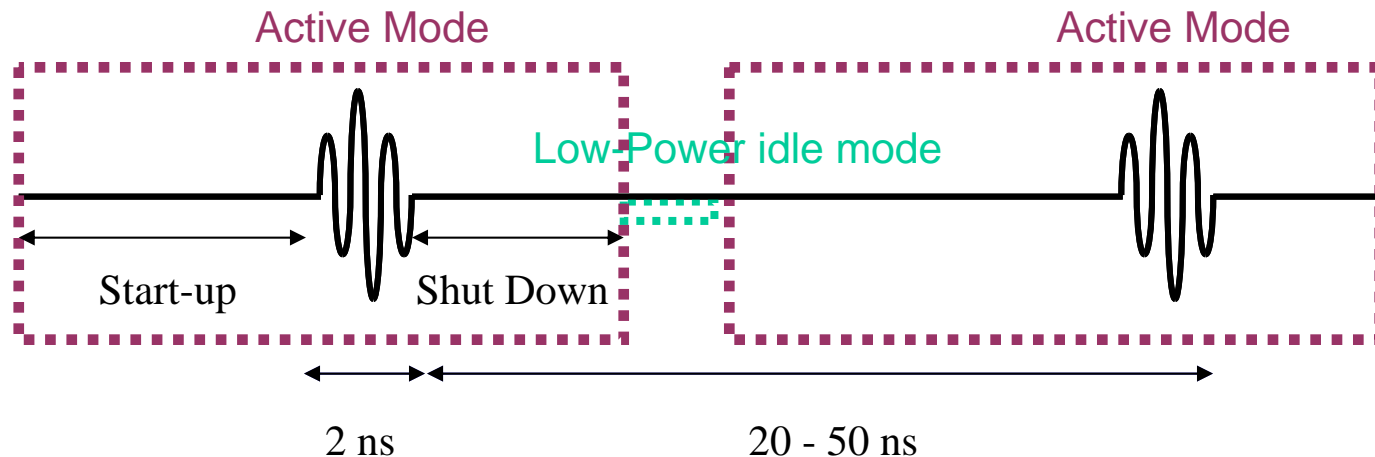 Active Mode
Active Mode
Low-Power idle mode
Start-up
Shut Down
2 ns
20 - 50 ns